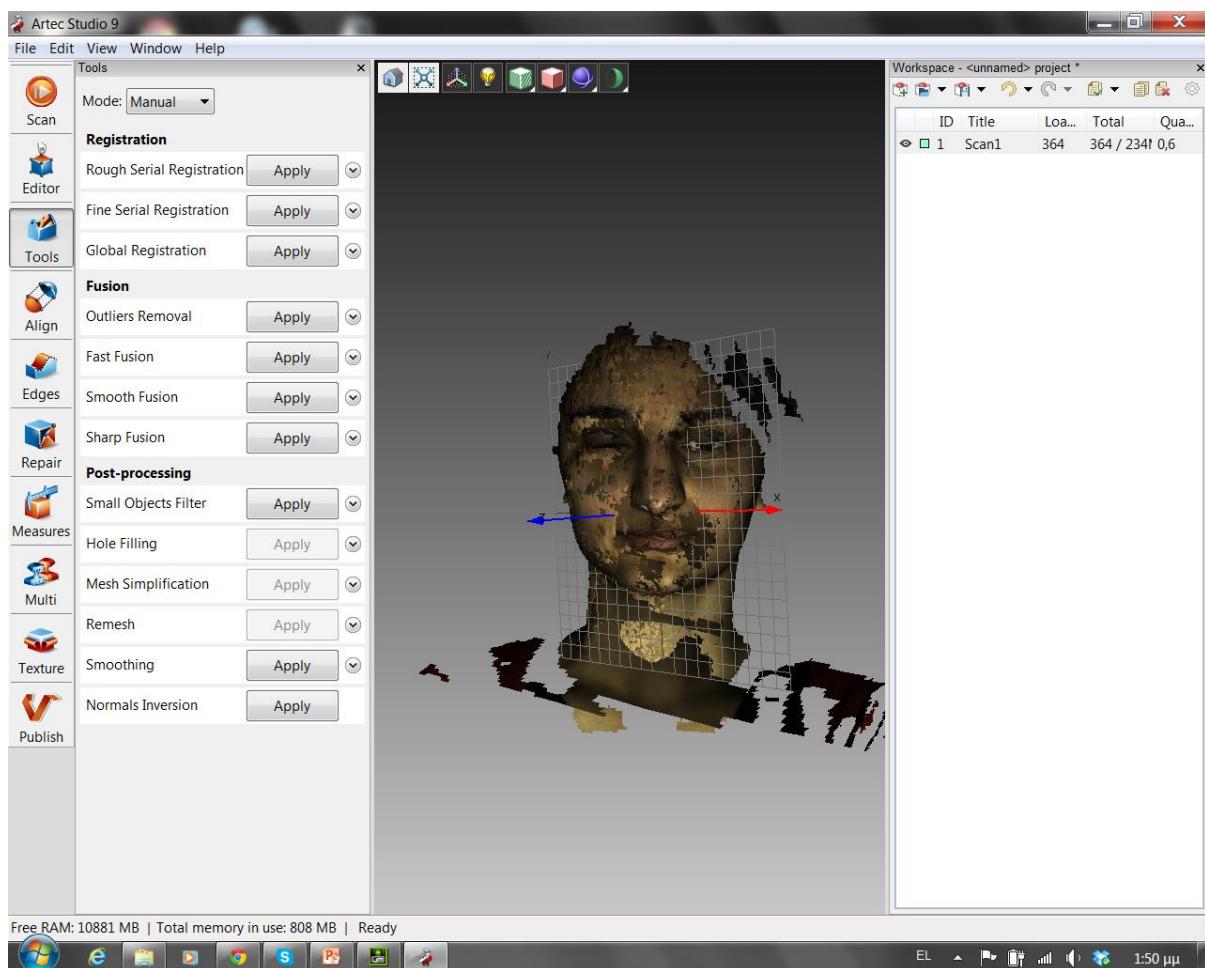 Artec Studio 9
File Edit View Window Help
Tools
Mode: Manual
Registration
Rough Serial Registration Apply
Fine Serial Registration Apply
Global Registration Apply
Fusion
Outliers Removal Apply
Fast Fusion Apply
Smooth Fusion Apply
Sharp Fusion Apply
Post-processing
Small Objects Filter Apply
Hole Filling Apply
Mesh Simplification Apply
Remesh Apply
Smoothing Apply
Normals Inversion Apply
Scan
Editor
Tools
Align
Edges
Repair
Measures
Multi
Texture
Publish
X
Z
Workspace - <unnamed> project *
ID Title Loa... Total Qua...
1 Scan1 364 364 / 234M 0,6
Free RAM: 10881 MB | Total memory in use: 808 MB | Ready
EL 1:50 μμ